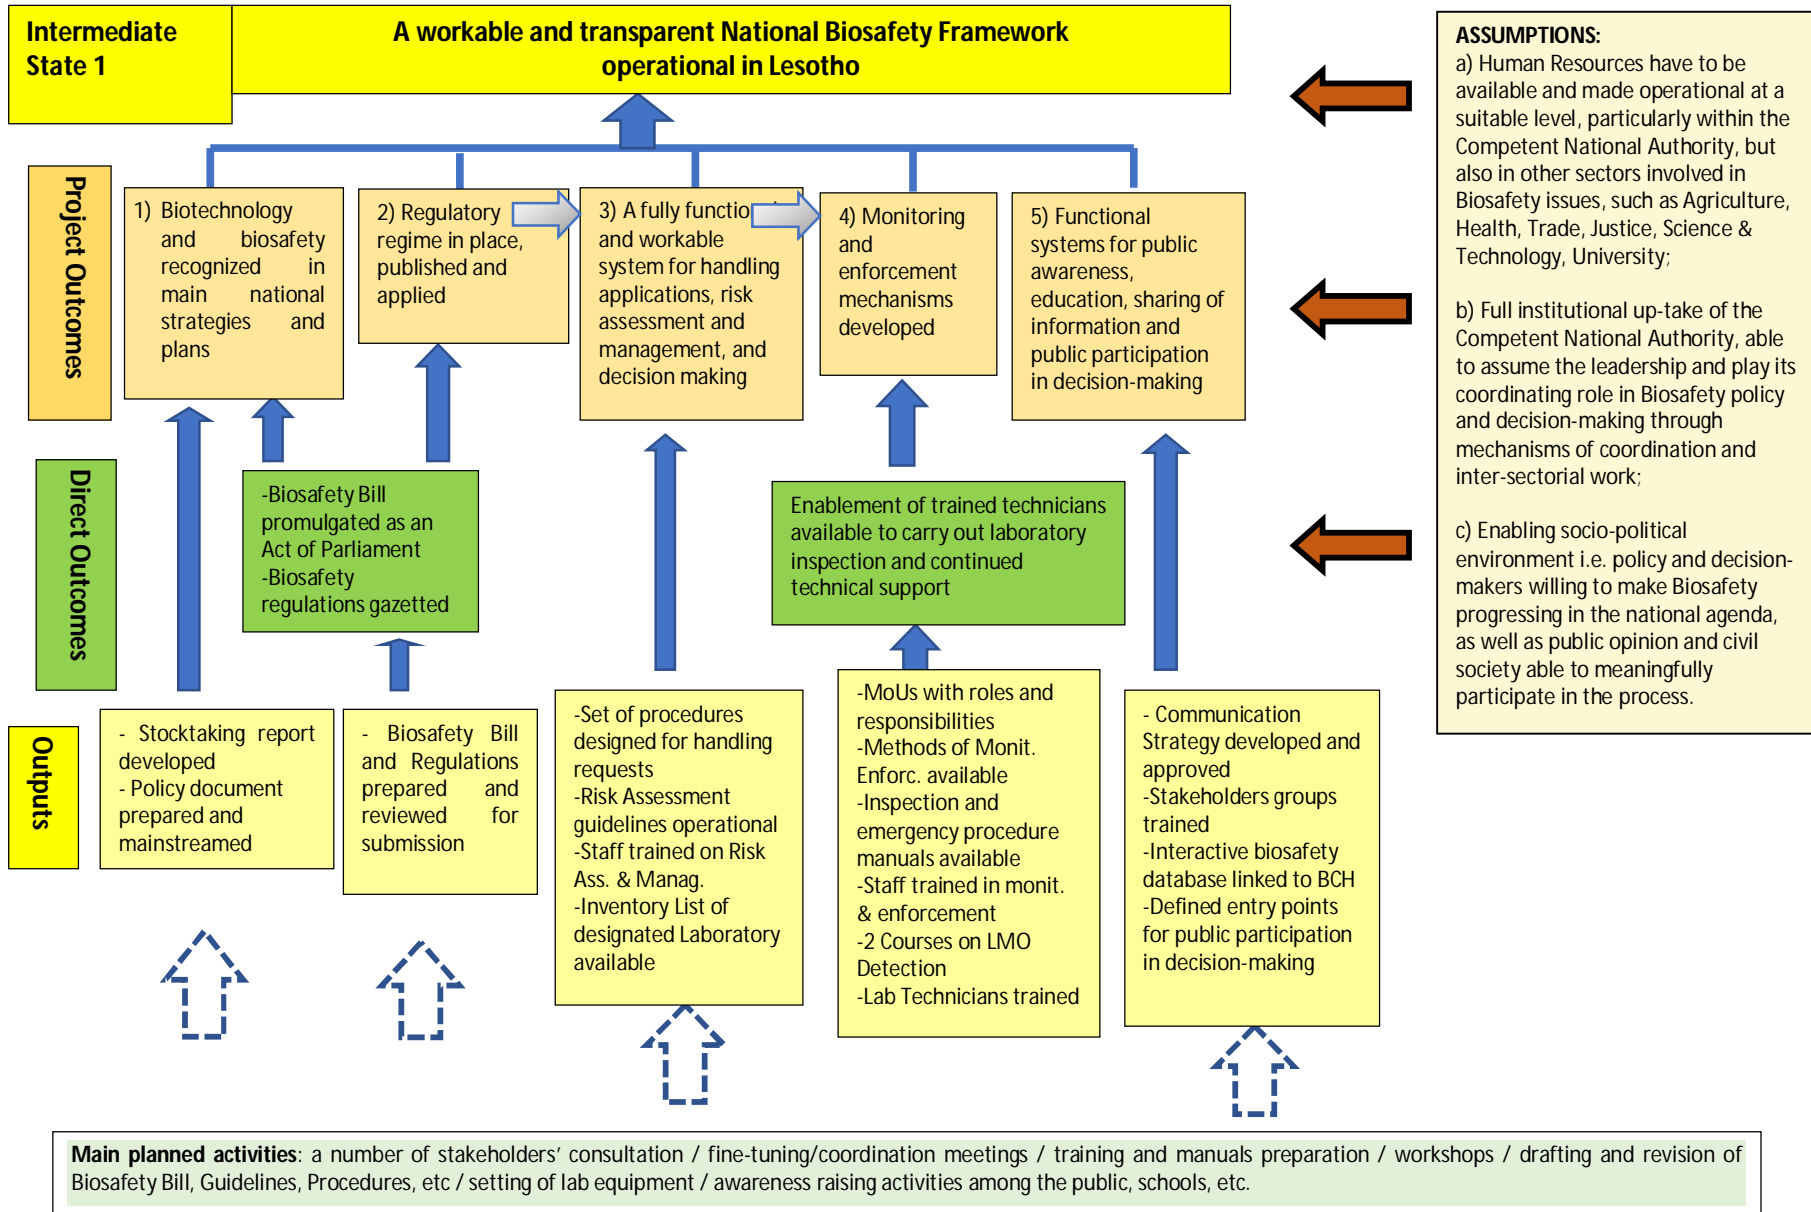 Intermediate
State 1
A workable and transparent National Biosafety Framework
operational in Lesotho
Project Outcomes
1) Biotechnology
and biosafety
recognized in
main national
strategies and
plans
2) Regulatory
regime in place,
published and
applied
3) A fully function
and workable
system for handling
applications, risk
assessment and
management, and
decision making
4) Monitoring
and
enforcement
mechanisms
developed
5) Functional
systems for public
awareness,
education, sharing of
information and
public participation
in decision-making
Direct Outcomes
-Biosafety Bill
promulgated as an
Act of Parliament
-Biosafety
regulations gazetted
Enablement of trained technicians
available to carry out laboratory
inspection and continued
technical support
Outputs
- Stocktaking report
developed
- Policy document
prepared and
mainstreamed
- Biosafety Bill
and Regulations
prepared and
reviewed for
submission
-Set of procedures
designed for handling
requests
-Risk Assessment
guidelines operational
-Staff trained on Risk
Ass. & Manag.
-Inventory List of
designated Laboratory
available
-MoUs with roles and
responsibilities
-Methods of Monit.
Enforc. available
-Inspection and
emergency procedure
manuals available
-Staff trained in monit.
& enforcement
-2 Courses on LMO
Detection
-Lab Technicians trained
- Communication
Strategy developed and
approved
-Stakeholders groups
trained
-Interactive biosafety
database linked to BCH
-Defined entry points
for public participation
in decision-making
Main planned activities: a number of stakeholders' consultation / fine-tuning/coordination meetings / training and manuals preparation / workshops / drafting and revision of
Biosafety Bill, Guidelines, Procedures, etc / setting of lab equipment / awareness raising activities among the public, schools, etc.
ASSUMPTIONS:
a) Human Resources have to be
available and made operational at a
suitable level, particularly within the
Competent National Authority, but
also in other sectors involved in
Biosafety issues, such as Agriculture,
Health, Trade, Justice, Science &
Technology, University;
b) Full institutional up-take of the
Competent National Authority, able
to assume the leadership and play its
coordinating role in Biosafety policy
and decision-making through
mechanisms of coordination and
inter-sectorial work;
c) Enabling socio-political
environment i.e. policy and decision-
makers willing to make Biosafety
progressing in the national agenda,
as well as public opinion and civil
society able to meaningfully
participate in the process.